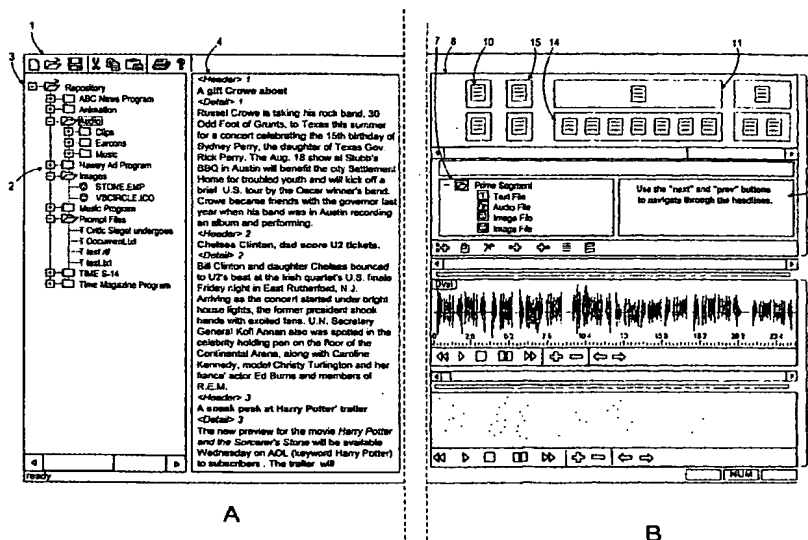 1
3
4
Repository
ABC News Program
Animation
Audio
Clips
Earcons
Music
2
Images
STONE.EMP
VBCIRCLE.ICO
Music Program
Prompt Files
Critic Siegel undergoes
Document.txt
test.rtf
test.txt
TIME S-14
Time Magazine Program
ready
<Header> 1
A gift Crowe about
<Detail> 1
Russel Crowe is taking his rock band, 30
Odd Foot of Grunts, to Texas this summer
for a concert celebrating the 15th birthday of
Sydney Perry, the daughter of Texas Gov.
Rick Perry. The Aug. 18 show at Stubb's
BBQ in Austin will benefit the city Settlement
Home for troubled youth and will kick off a
brief U.S. tour by the Oscar winner's band.
Crowe became friends with the governor last
year when his band was in Austin recording
an album and performing.
<Header> 2
Chelsea Clinton, dad score U2 tickets.
<Detail> 2
Bill Clinton and daughter Chelsea bounced
to U2's beat at the Irish quartet's U.S. finale
Friday night in East Rutherford, N.J.
Arriving as the concert started under bright
house lights, the former president shook
hands with excited fans. U.N. Secretary
General Kofi Annan also was spotted in the
celebrity holding pen on the floor of the
Continental Arena, along with Caroline
Kennedy, model Christy Turlington and her
fiance' actor Ed Burns and members of
R.E.M.
<Header> 3
A sneak peek at Harry Potter' trailer
<Detail> 3
The new preview for the movie Harry Potter
and the Sorcerer's Stone will be available
Wednesday on AOL (keyword Harry Potter)
to subscribers . The trailer will
A
7
8
10
15
14
11
Prime Segment
Text File
Audio File
Image File
Image File
Use the "next" and "prev" buttons
to navigate through the headlines.
NUM
B